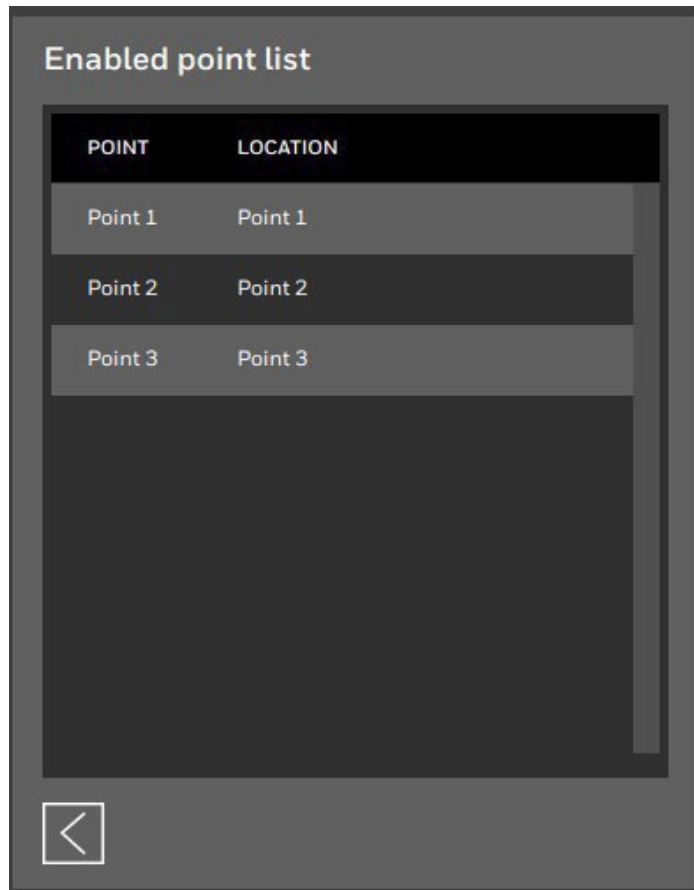 Enabled point list
POINT LOCATION
Point 1 Point 1
Point 2 Point 2
Point 3 Point 3